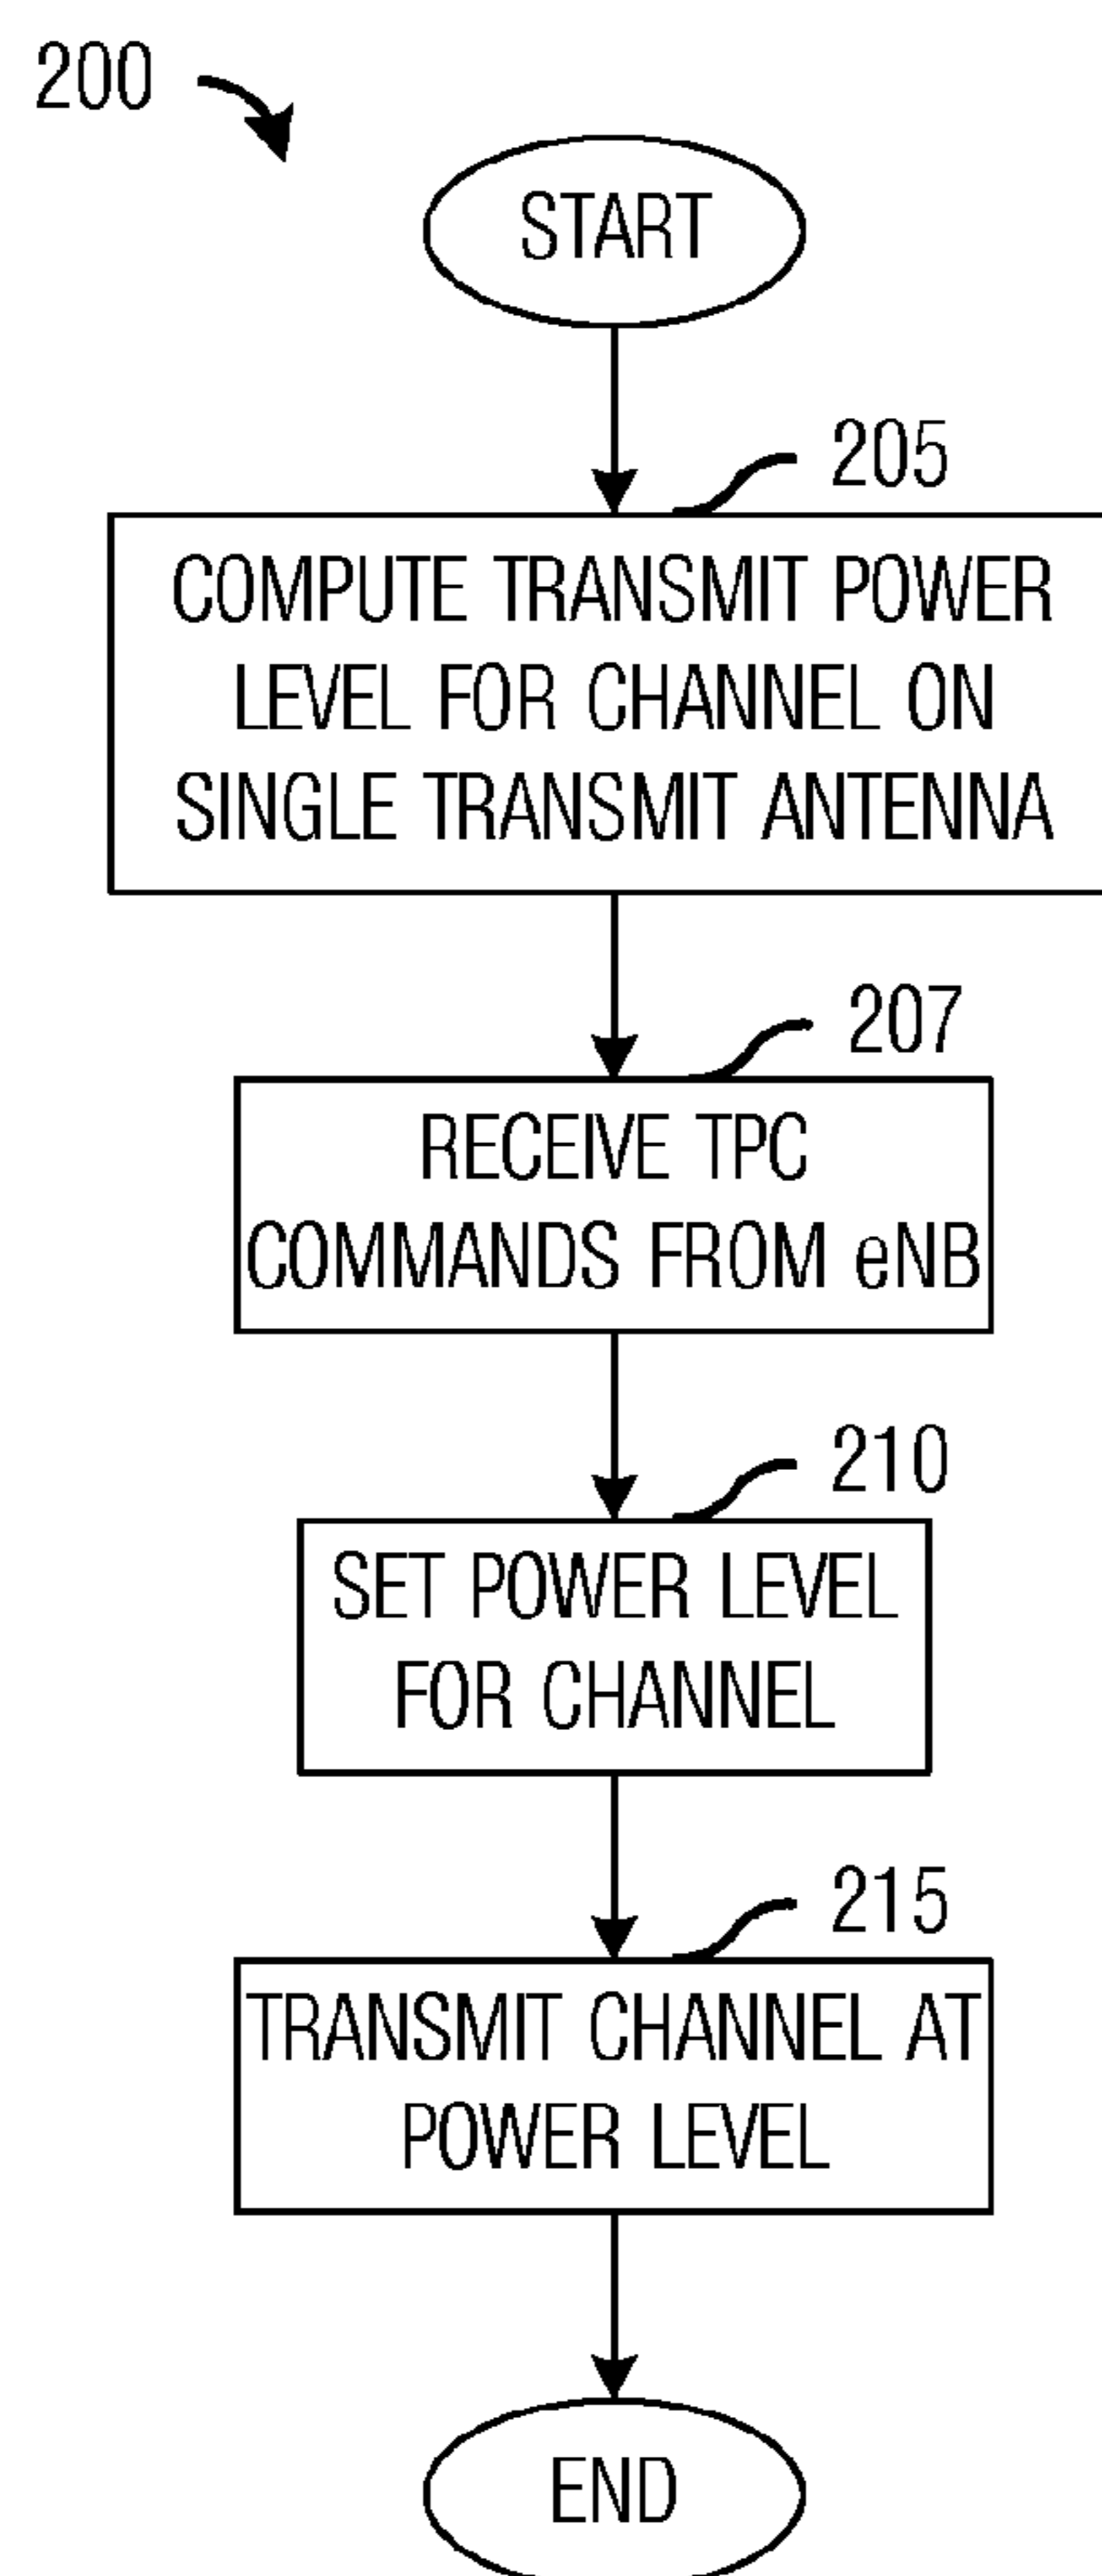 200
START
205
COMPUTE TRANSMIT POWER
LEVEL FOR CHANNEL ON
SINGLE TRANSMIT ANTENNA
207
RECEIVE TPC
COMMANDS FROM eNB
210
SET POWER LEVEL
FOR CHANNEL
215
TRANSMIT CHANNEL AT
POWER LEVEL
END